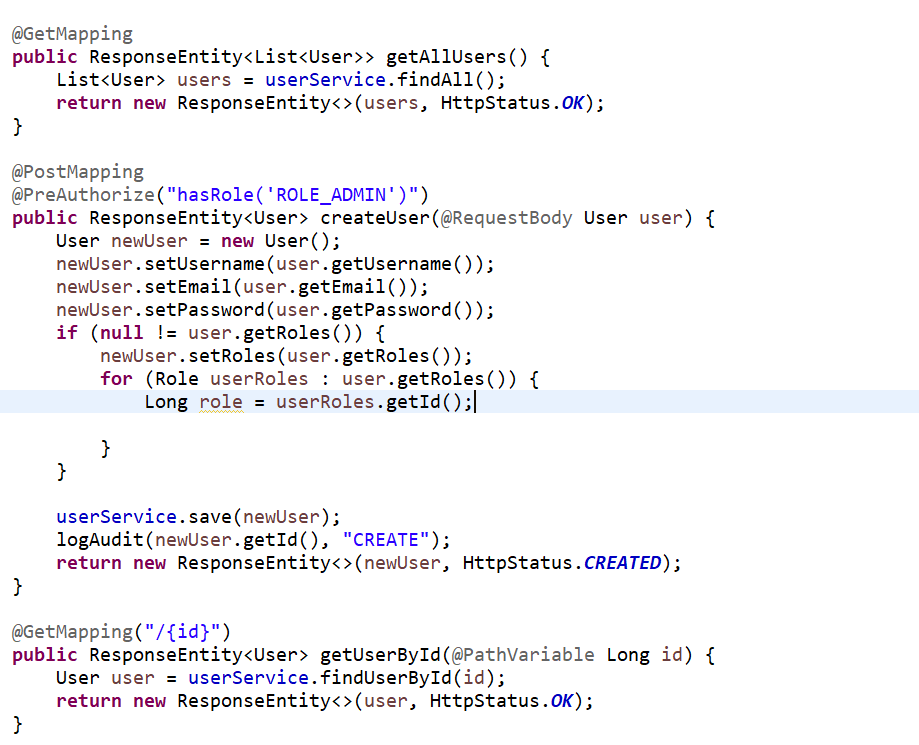 @GetMapping
public ResponseEntity<List<User>> getAllUsers() {
    List<User> users = userService.findAll();
    return new ResponseEntity<>(users, HttpStatus.OK);
}
@PostMapping
@PreAuthorize("hasRole('ROLE_ADMIN')")
public ResponseEntity<User> createUser(@RequestBody User user) {
    User newUser = new User();
    newUser.setUsername(user.getUsername());
    newUser.setEmail(user.getEmail());
    newUser.setPassword(user.getPassword());
    if (null != user.getRoles()) {
        newUser.setRoles(user.getRoles());
        for (Role userRoles : user.getRoles()) {
            Long role = userRoles.getId();
        }
    }
    userService.save(newUser);
    logAudit(newUser.getId(), "CREATE");
    return new ResponseEntity<>(newUser, HttpStatus.CREATED);
}
@GetMapping("/{id}")
public ResponseEntity<User> getUserById(@PathVariable Long id) {
    User user = userService.findUserById(id);
    return new ResponseEntity<>(user, HttpStatus.OK);
}